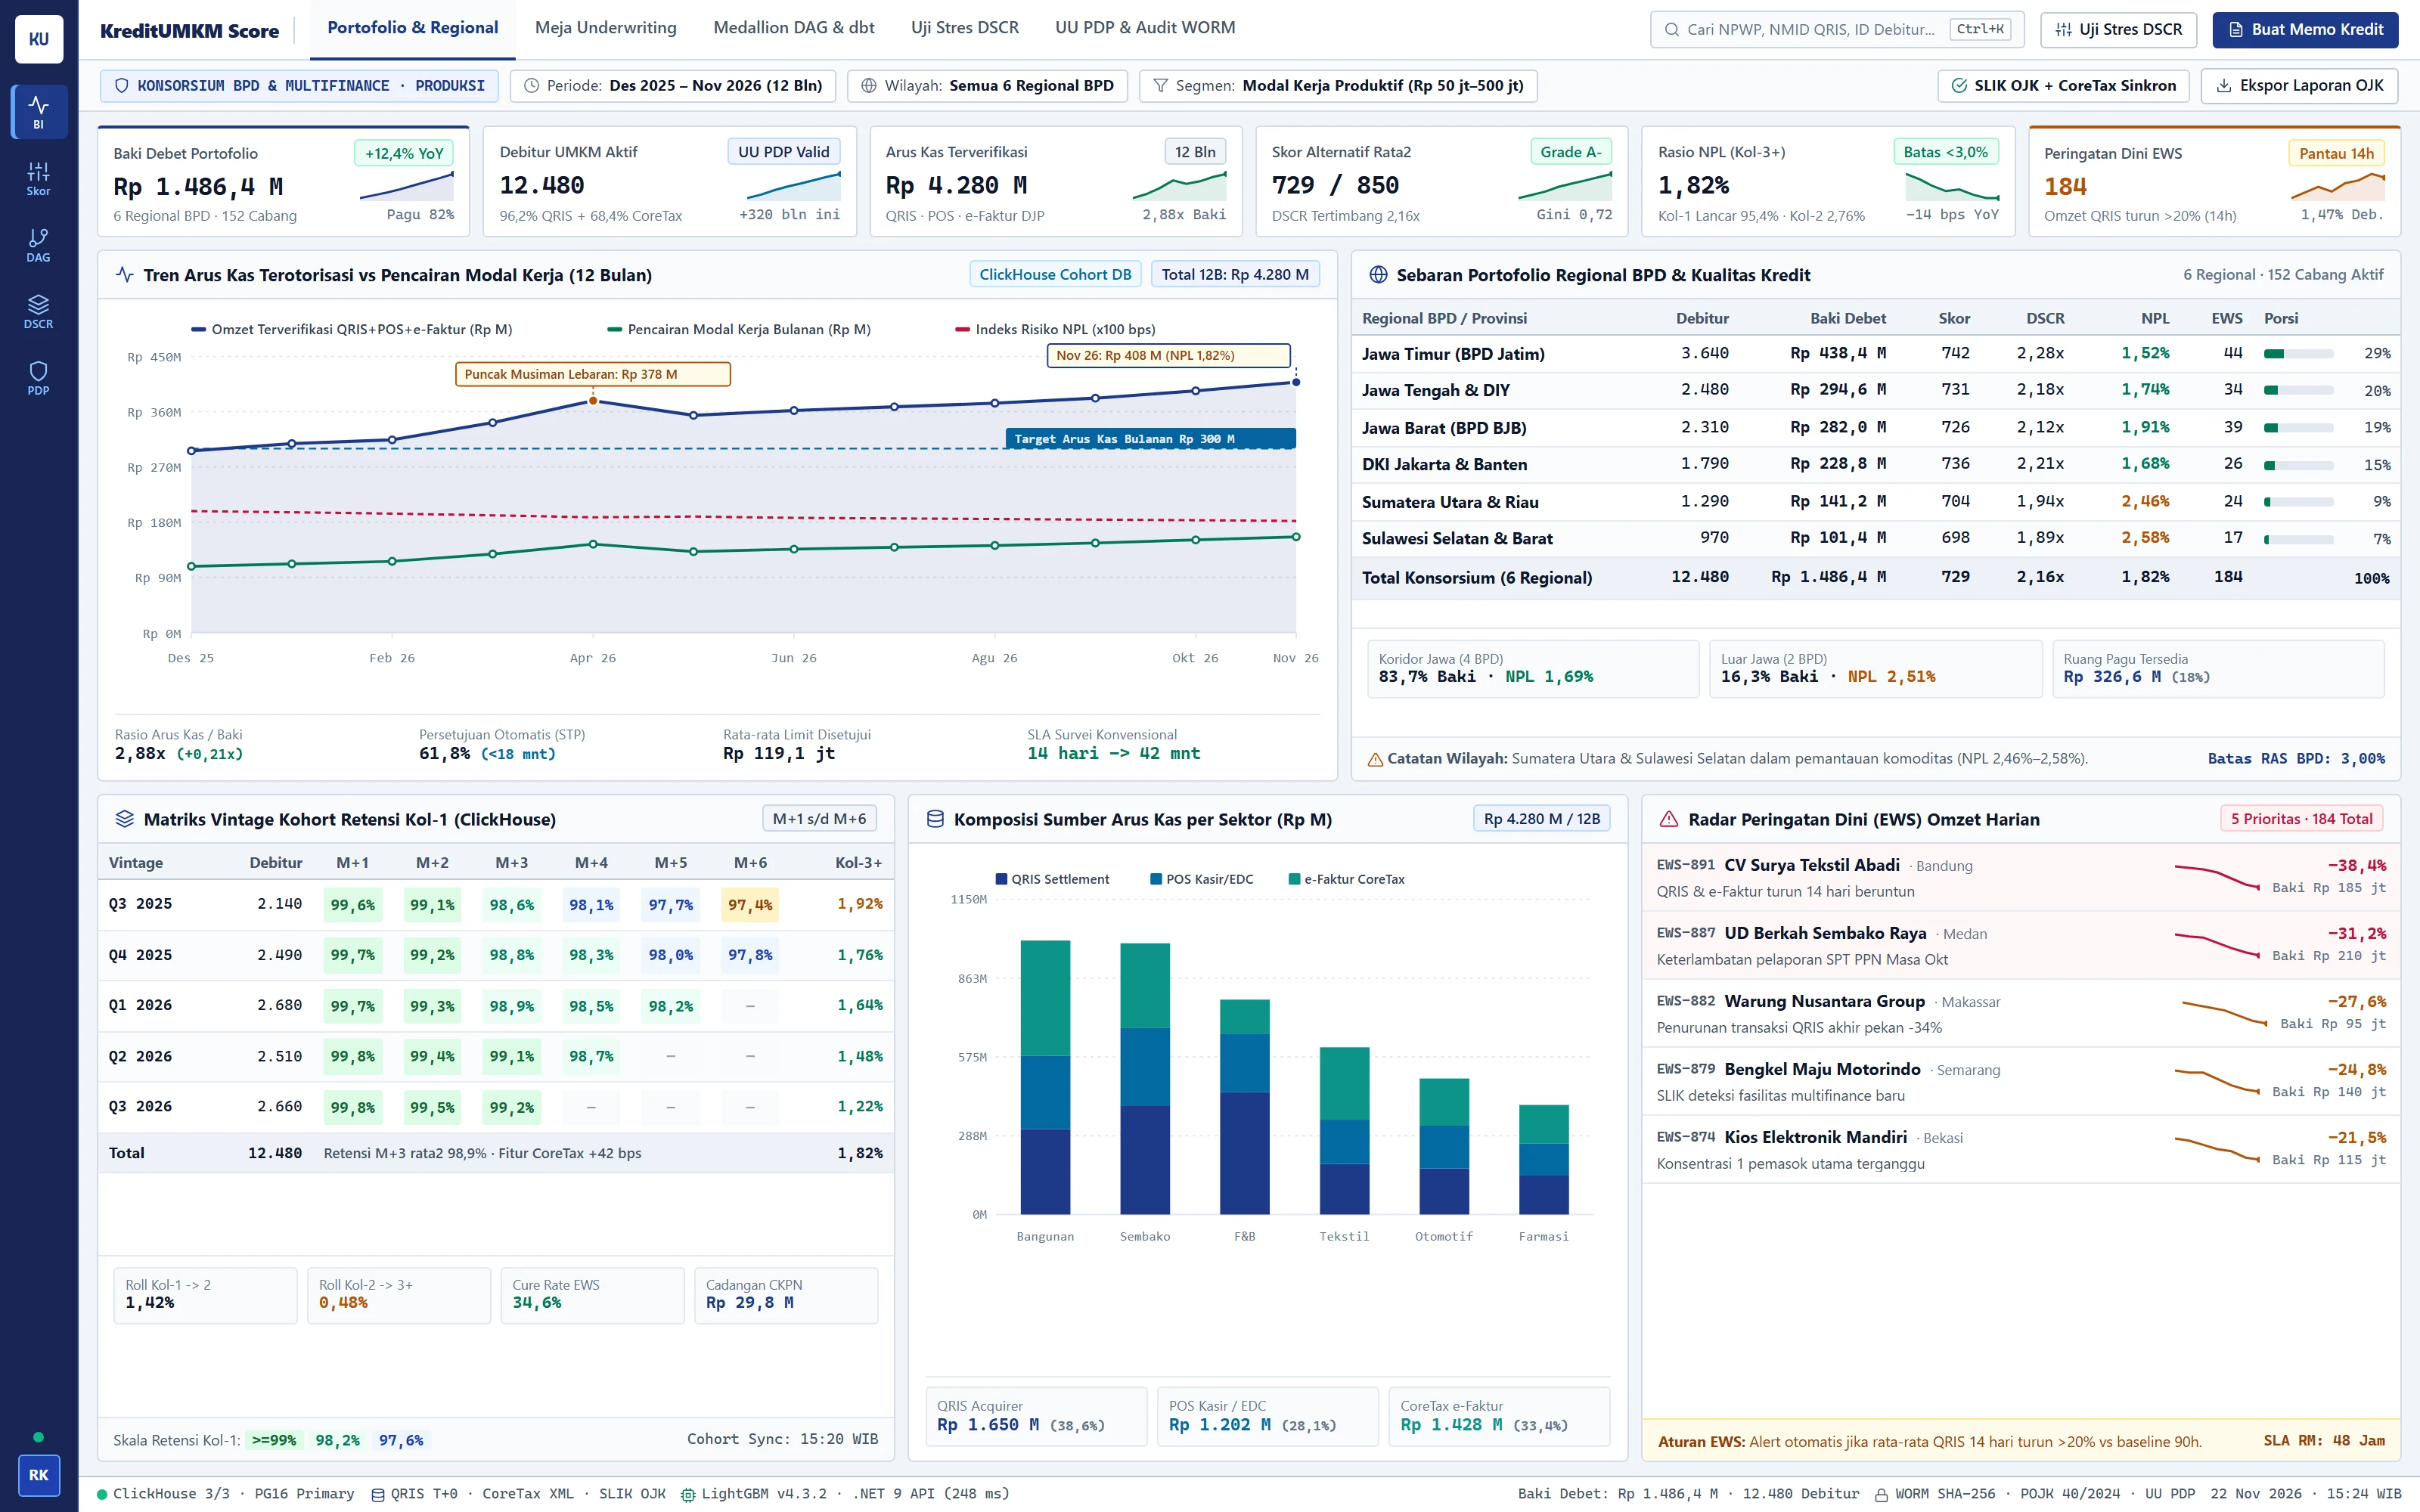 KU
KreditUMKM Score
Portofolio & Regional
Meja Underwriting
Medallion DAG & dbt
Uji Stres DSCR
UU PDP & Audit WORM
Cari NPWP, NMID QRIS, ID Debitur...
Ctrl+K
Uji Stres DSCR
Buat Memo Kredit
BI
Skor
DAG
DSCR
PDP
RK
KONSORSIUM BPD & MULTIFINANCE · PRODUKSI
Periode: Des 2025 – Nov 2026 (12 Bln)
Wilayah: Semua 6 Regional BPD
Segmen: Modal Kerja Produktif (Rp 50 jt–500 jt)
SLIK OJK + CoreTax Sinkron
Ekspor Laporan OJK
Baki Debet Portofolio
+12,4% YoY
Rp 1.486,4 M
6 Regional BPD · 152 Cabang
Pagu 82%
Debitur UMKM Aktif
UU PDP Valid
12.480
96,2% QRIS + 68,4% CoreTax
+320 bln ini
Arus Kas Terverifikasi
12 Bln
Rp 4.280 M
QRIS · POS · e-Faktur DJP
2,88x Baki
Skor Alternatif Rata2
Grade A-
729 / 850
DSCR Tertimbang 2,16x
Gini 0,72
Rasio NPL (Kol-3+)
Batas <3,0%
1,82%
Kol-1 Lancar 95,4% · Kol-2 2,76%
-14 bps YoY
Peringatan Dini EWS
Pantau 14h
184
Omzet QRIS turun >20% (14h)
1,47% Deb.
Tren Arus Kas Terotorisasi vs Pencairan Modal Kerja (12 Bulan)
ClickHouse Cohort DB
Total 12B: Rp 4.280 M
Omzet Terverifikasi QRIS+POS+e-Faktur (Rp M)
Pencairan Modal Kerja Bulanan (Rp M)
Indeks Risiko NPL (x100 bps)
Rp 450M
Rp 360M
Rp 270M
Rp 180M
Rp 90M
Rp 0M
Puncak Musiman Lebaran: Rp 378 M
Nov 26: Rp 408 M (NPL 1,82%)
Target Arus Kas Bulanan Rp 300 M
Des 25
Feb 26
Apr 26
Jun 26
Agu 26
Okt 26
Nov 26
Rasio Arus Kas / Baki
2,88x (+0,21x)
Persetujuan Otomatis (STP)
61,8% (<18 mnt)
Rata-rata Limit Disetujui
Rp 119,1 jt
SLA Survei Konvensional
14 hari -> 42 mnt
Sebaran Portofolio Regional BPD & Kualitas Kredit
6 Regional · 152 Cabang Aktif
Regional BPD / Provinsi Debitur Baki Debet Skor DSCR NPL EWS Porsi
Jawa Timur (BPD Jatim) 3.640 Rp 438,4 M 742 2,28x 1,52% 44 29%
Jawa Tengah & DIY 2.480 Rp 294,6 M 731 2,18x 1,74% 34 20%
Jawa Barat (BPD BJB) 2.310 Rp 282,0 M 726 2,12x 1,91% 39 19%
DKI Jakarta & Banten 1.790 Rp 228,8 M 736 2,21x 1,68% 26 15%
Sumatera Utara & Riau 1.290 Rp 141,2 M 704 1,94x 2,46% 24 9%
Sulawesi Selatan & Barat 970 Rp 101,4 M 698 1,89x 2,58% 17 7%
Total Konsorsium (6 Regional) 12.480 Rp 1.486,4 M 729 2,16x 1,82% 184 100%
Koridor Jawa (4 BPD)
83,7% Baki · NPL 1,69%
Luar Jawa (2 BPD)
16,3% Baki · NPL 2,51%
Ruang Pagu Tersedia
Rp 326,6 M (18%)
Catatan Wilayah: Sumatera Utara & Sulawesi Selatan dalam pemantauan komoditas (NPL 2,46%–2,58%).
Batas RAS BPD: 3,00%
Matriks Vintage Kohort Retensi Kol-1 (ClickHouse)
M+1 s/d M+6
Vintage Debitur M+1 M+2 M+3 M+4 M+5 M+6 Kol-3+
Q3 2025 2.140 99,6% 99,1% 98,6% 98,1% 97,7% 97,4% 1,92%
Q4 2025 2.490 99,7% 99,2% 98,8% 98,3% 98,0% 97,8% 1,76%
Q1 2026 2.680 99,7% 99,3% 98,9% 98,5% 98,2% – 1,64%
Q2 2026 2.510 99,8% 99,4% 99,1% 98,7% – – 1,48%
Q3 2026 2.660 99,8% 99,5% 99,2% – – – 1,22%
Total 12.480 Retensi M+3 rata2 98,9% · Fitur CoreTax +42 bps 1,82%
Roll Kol-1 -> 2
1,42%
Roll Kol-2 -> 3+
0,48%
Cure Rate EWS
34,6%
Cadangan CKPN
Rp 29,8 M
Skala Retensi Kol-1: >=99% 98,2% 97,6%
Cohort Sync: 15:20 WIB
Komposisi Sumber Arus Kas per Sektor (Rp M)
Rp 4.280 M / 12B
QRIS Settlement
POS Kasir/EDC
e-Faktur CoreTax
1150M
863M
575M
288M
0M
Bangunan
Sembako
F&B
Tekstil
Otomotif
Farmasi
QRIS Acquirer
Rp 1.650 M (38,6%)
POS Kasir / EDC
Rp 1.202 M (28,1%)
CoreTax e-Faktur
Rp 1.428 M (33,4%)
Radar Peringatan Dini (EWS) Omzet Harian
5 Prioritas · 184 Total
EWS-891 CV Surya Tekstil Abadi · Bandung
-38,4%
QRIS & e-Faktur turun 14 hari beruntun
Baki Rp 185 jt
EWS-887 UD Berkah Sembako Raya · Medan
-31,2%
Keterlambatan pelaporan SPT PPN Masa Okt
Baki Rp 210 jt
EWS-882 Warung Nusantara Group · Makassar
-27,6%
Penurunan transaksi QRIS akhir pekan -34%
Baki Rp 95 jt
EWS-879 Bengkel Maju Motorindo · Semarang
-24,8%
SLIK deteksi fasilitas multifinance baru
Baki Rp 140 jt
EWS-874 Kios Elektronik Mandiri · Bekasi
-21,5%
Konsentrasi 1 pemasok utama terganggu
Baki Rp 115 jt
Aturan EWS: Alert otomatis jika rata-rata QRIS 14 hari turun >20% vs baseline 90h.
SLA RM: 48 Jam
ClickHouse 3/3 · PG16 Primary QRIS T+0 · CoreTax XML · SLIK OJK LightGBM v4.3.2 · .NET 9 API (248 ms)
Baki Debet: Rp 1.486,4 M · 12.480 Debitur WORM SHA-256 · POJK 40/2024 · UU PDP 22 Nov 2026 · 15:24 WIB